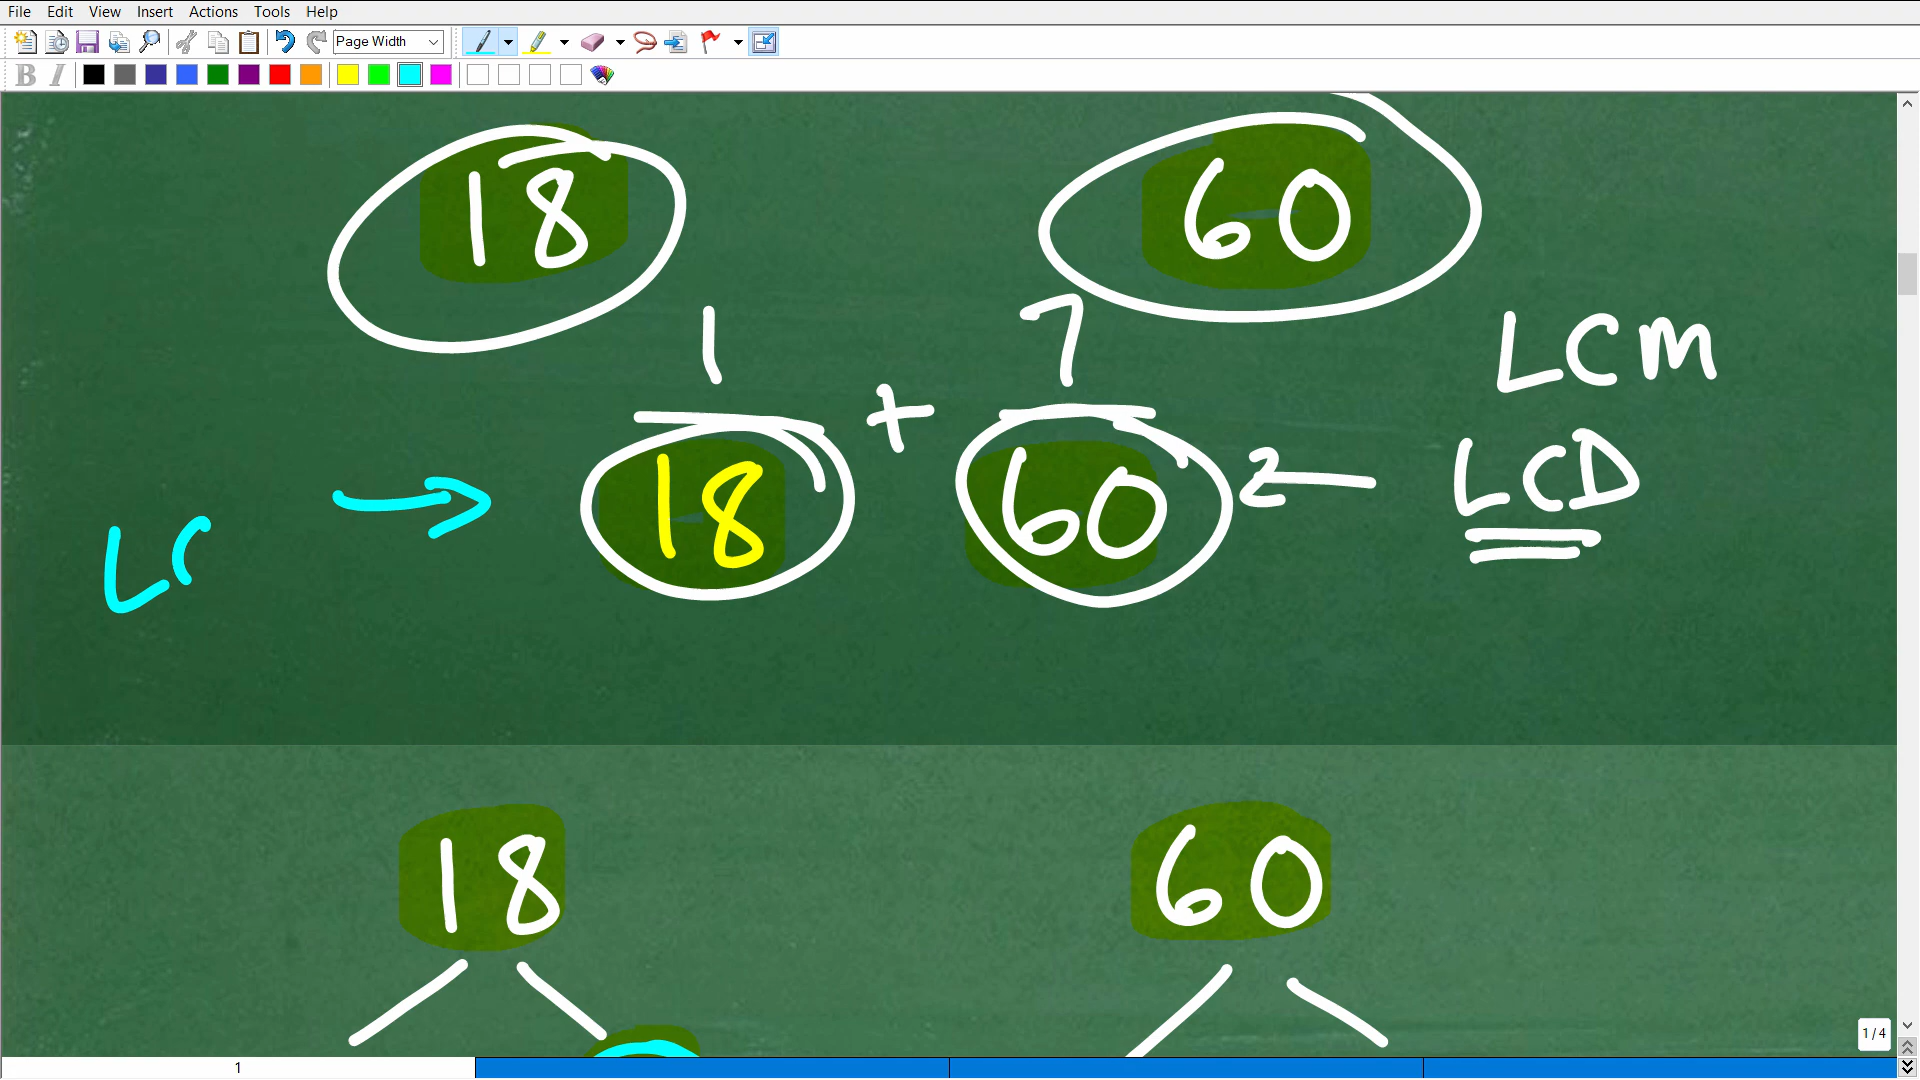 File Edit View Insert Actions Tools Help
Page Width
B I
18 60
1 + 7 LCM
18 60 LCD
LC
18 60
1/4
1